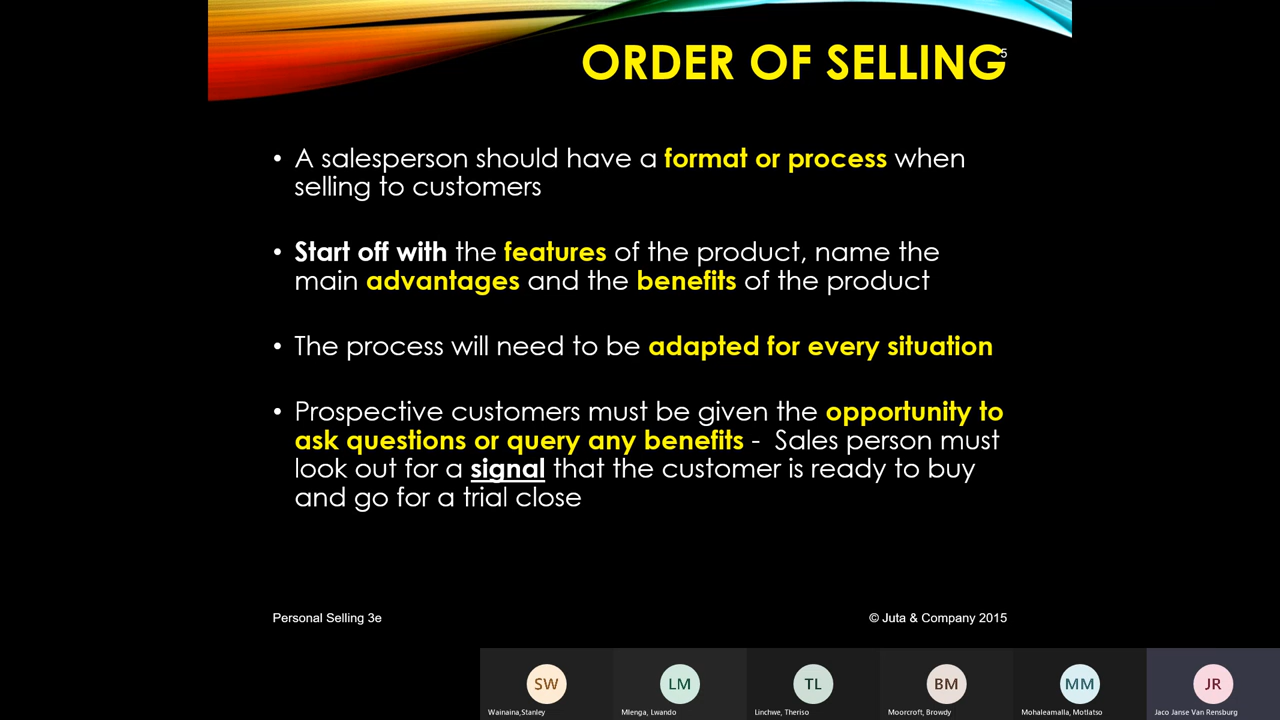 ORDER OF SELLING
5
• A salesperson should have a format or process when
selling to customers
• Start off with the features of the product, name the
main advantages and the benefits of the product
• The process will need to be adapted for every situation
• Prospective customers must be given the opportunity to
ask questions or query any benefits - Sales person must
look out for a signal that the customer is ready to buy
and go for a trial close
Personal Selling 3e
© Juta & Company 2015
SW
LM
TL
BM
MM
JR
Wainaina,Stanley
Mlenga, Lwando
Linchwe, Theriso
Moorcroft, Browdy
Mohaleamalla, Motlatso
Jaco Janse Van Rensburg